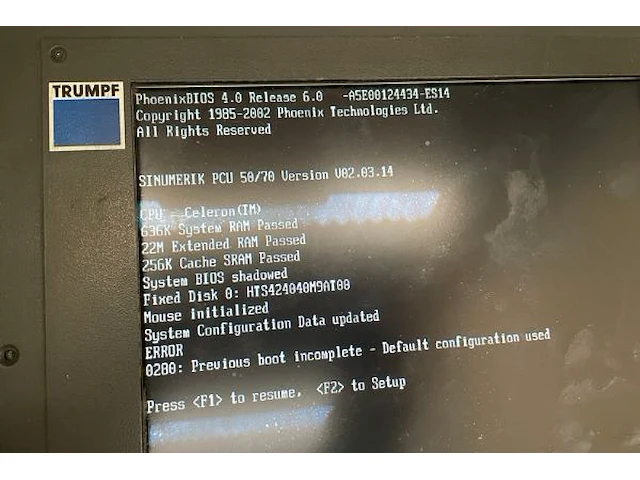 TRUMPF
PhoenixBIOS 4.0 Release 6.0 -A5E00124434-ES14
Copyright 1985-2002 Phoenix Technologies Ltd.
All Rights Reserved
SINUMERIK PCU 50/70 Version V02.03.14
CPU = Celeron(TM)
636K System RAM Passed
22M Extended RAM Passed
256K Cache SRAM Passed
System BIOS shadowed
Fixed Disk 0: HTS424040M9AT00
Mouse initialized
System Configuration Data updated
ERROR
0280: Previous boot incomplete - Default configuration used
Press <F1> to resume, <F2> to Setup